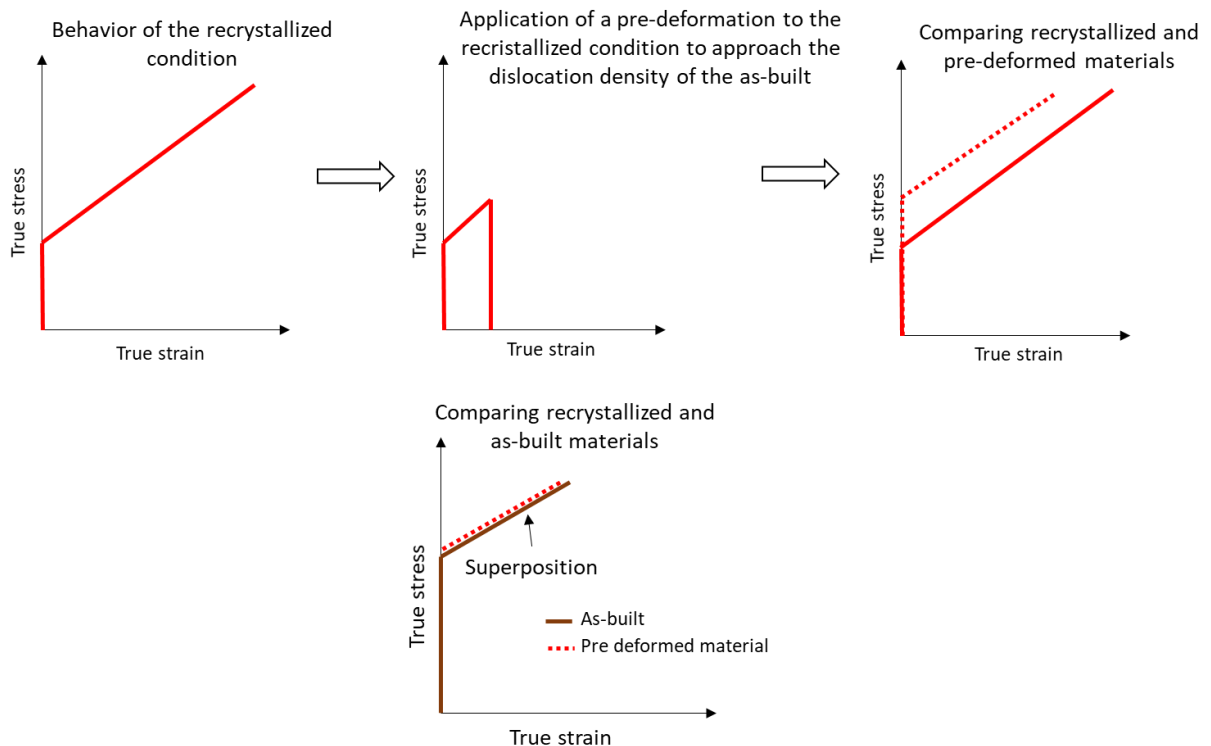 Behavior of the recrystallized
condition
True stress
True strain
Application of a pre-deformation to the
recristallized condition to approach the
dislocation density of the as-built
True stress
True strain
Comparing recrystallized and
pre-deformed materials
True stress
True strain
Comparing recrystallized and
as-built materials
True stress
Superposition
As-built
Pre deformed material
True strain